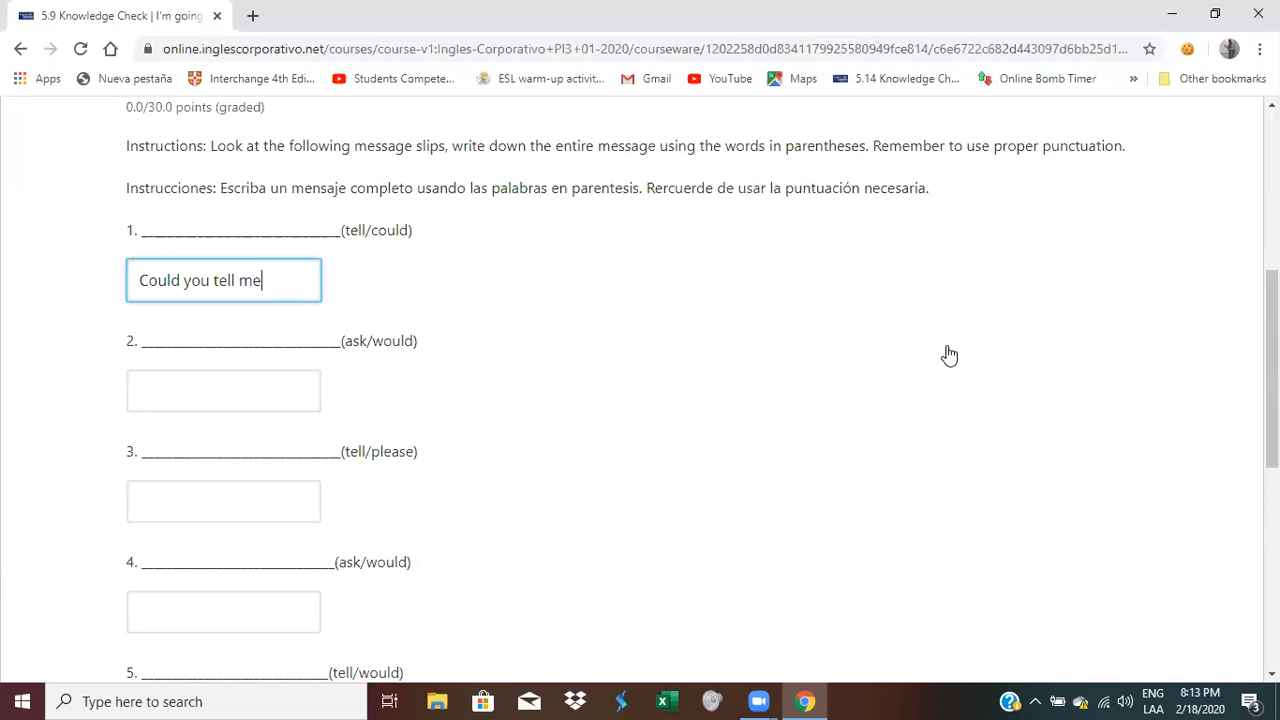 5.9 Knowledge Check | I'm going
online.inglescorporativo.net/courses/course-v1:Ingles-Corporativo+PI3+01-2020/courseware/1202258d0d8341179925580949fce814/c6e6722c682d443097d6bb25d1...
Apps Nueva pestaña Interchange 4th Edi... Students Compete... ESL warm-up activit... Gmail YouTube Maps 5.14 Knowledge Ch... Online Bomb Timer » Other bookmarks
0.0/30.0 points (graded)
Instructions: Look at the following message slips, write down the entire message using the words in parentheses. Remember to use proper punctuation.
Instrucciones: Escriba un mensaje completo usando las palabras en parentesis. Rercuerde de usar la puntuación necesaria.
1. ____________________________(tell/could)
Could you tell me
2. ____________________________(ask/would)
3. ____________________________(tell/please)
4. ___________________________(ask/would)
5. __________________________(tell/would)
Type here to search
ENG 8:13 PM
LAA 2/18/2020 3